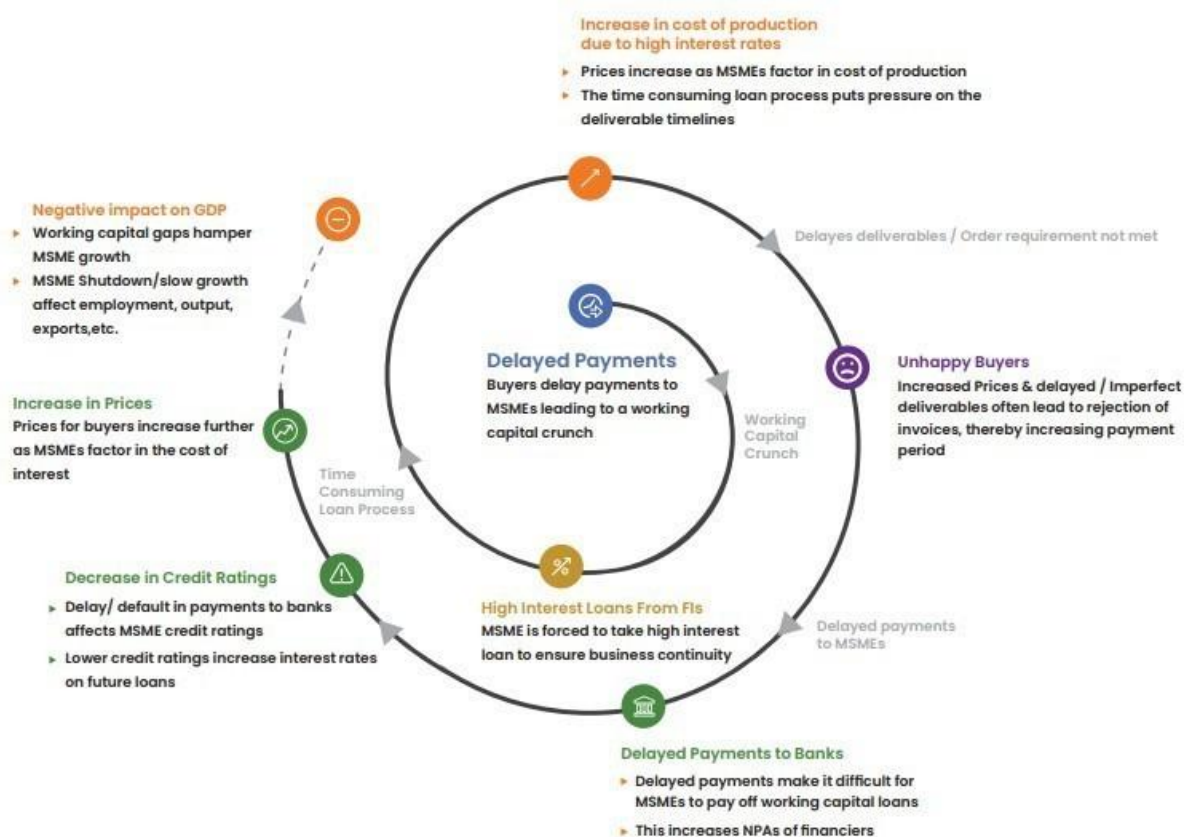 Increase in cost of production
due to high interest rates
Prices increase as MSMEs factor in cost of production
The time consuming loan process puts pressure on the
deliverable timelines
Negative impact on GDP
Working capital gaps hamper
MSME growth
MSME Shutdown/slow growth
affect employment, output,
exports,etc.
Delayes deliverables / Order requirement not met
Delayed Payments
Buyers delay payments to
MSMEs leading to a working
capital crunch
Unhappy Buyers
Increased Prices & delayed / Imperfect
deliverables often lead to rejection of
invoices, thereby increasing payment
period
Increase in Prices
Prices for buyers increase further
as MSMEs factor in the cost of
interest
Working
Capital
Crunch
Time
Consuming
Loan Process
Decrease in Credit Ratings
Delay/ default in payments to banks
affects MSME credit ratings
Lower credit ratings increase interest rates
on future loans
High Interest Loans From FIs
MSME is forced to take high interest
loan to ensure business continuity
Delayed payments
to MSMEs
Delayed Payments to Banks
Delayed payments make it difficult for
MSMEs to pay off working capital loans
This increases NPAs of financiers